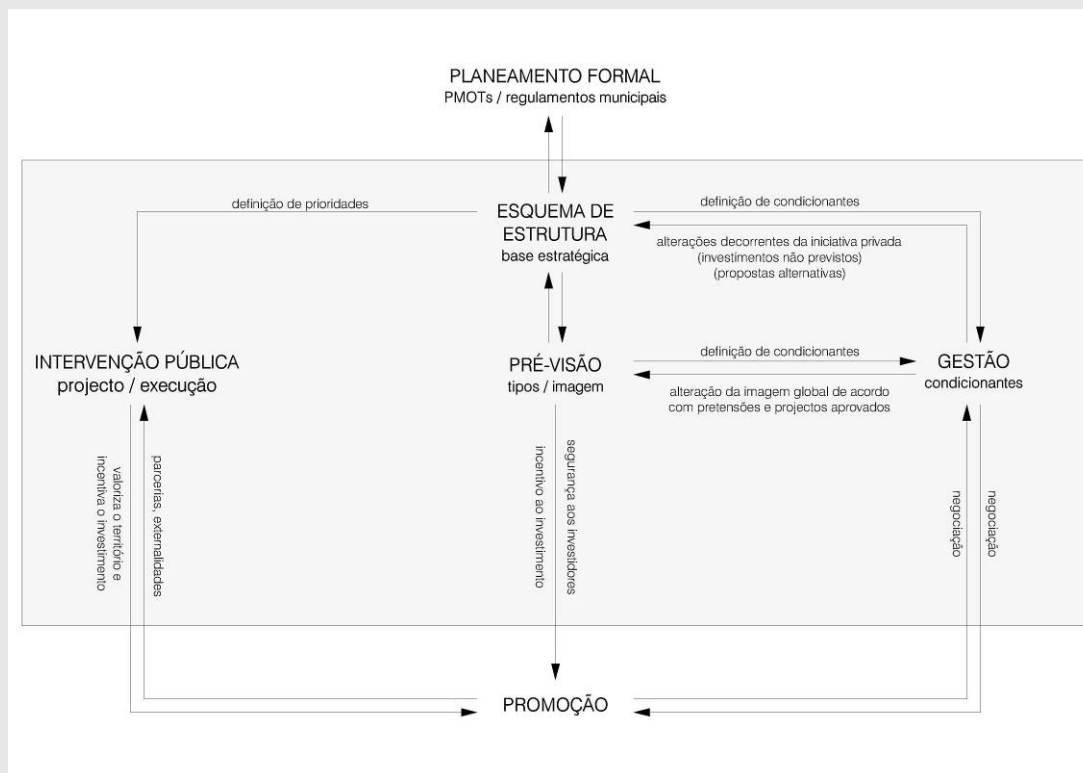 PLANEAMENTO FORMAL
PMOTs / regulamentos municipais
definição de prioridades
ESQUEMA DE
ESTRUTURA
base estratégica
definição de condicionantes
alterações decorrentes da iniciativa privada
(investimentos não previstos)
(propostas alternativas)
INTERVENÇÃO PÚBLICA
projecto / execução
PRÉ-VISÃO
tipos / imagem
definição de condicionantes
alteração da imagem global de acordo
com pretensões e projectos aprovados
GESTÃO
condicionantes
valoriza o território e
incentiva o investimento
parcerias, externalidades
incentivo ao investimento
segurança aos investidores
negociação
negociação
PROMOÇÃO